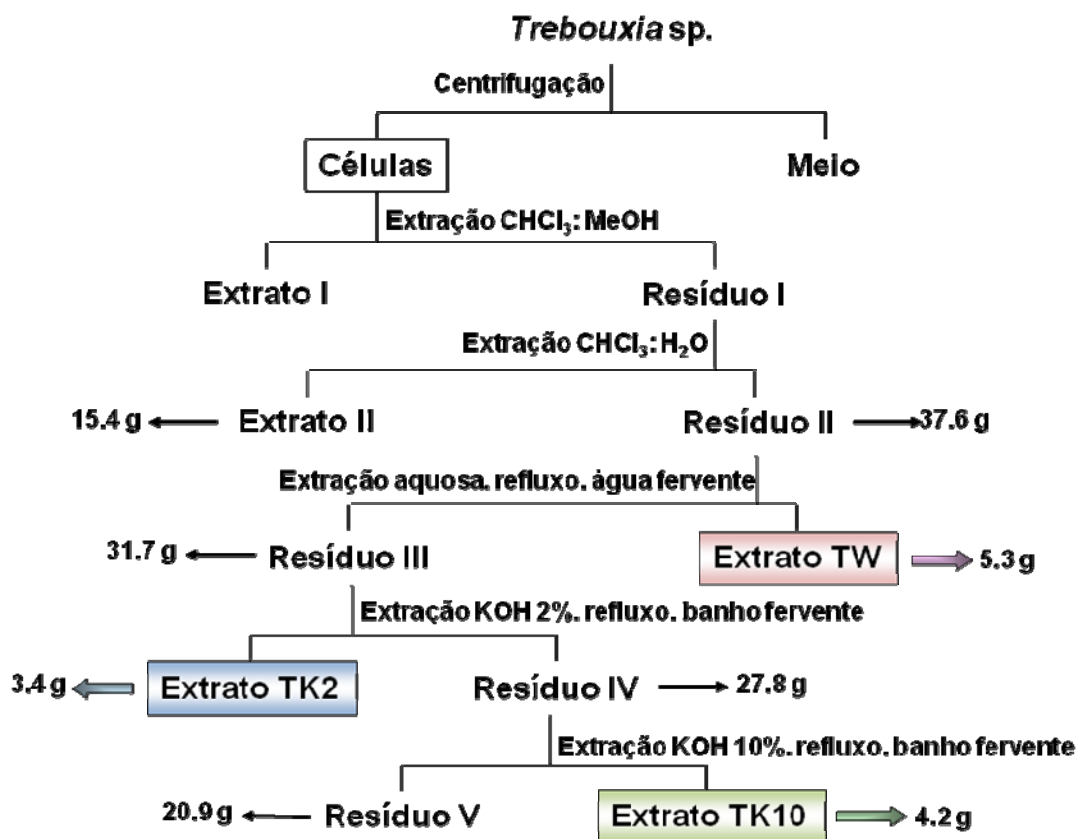 Trebouxia sp.
Centrifugação
Células
Meio
Extração CHCl₃: MeOH
Extrato I
Resíduo I
Extração CHCl₃: H₂O
15.4 g
Extrato II
Resíduo II
37.6 g
Extração aquosa. refluxo. água fervente
31.7 g
Resíduo III
Extrato TW
5.3 g
Extração KOH 2%. refluxo. banho fervente
3.4 g
Extrato TK2
Resíduo IV
27.8 g
Extração KOH 10%. refluxo. banho fervente
20.9 g
Resíduo V
Extrato TK10
4.2 g